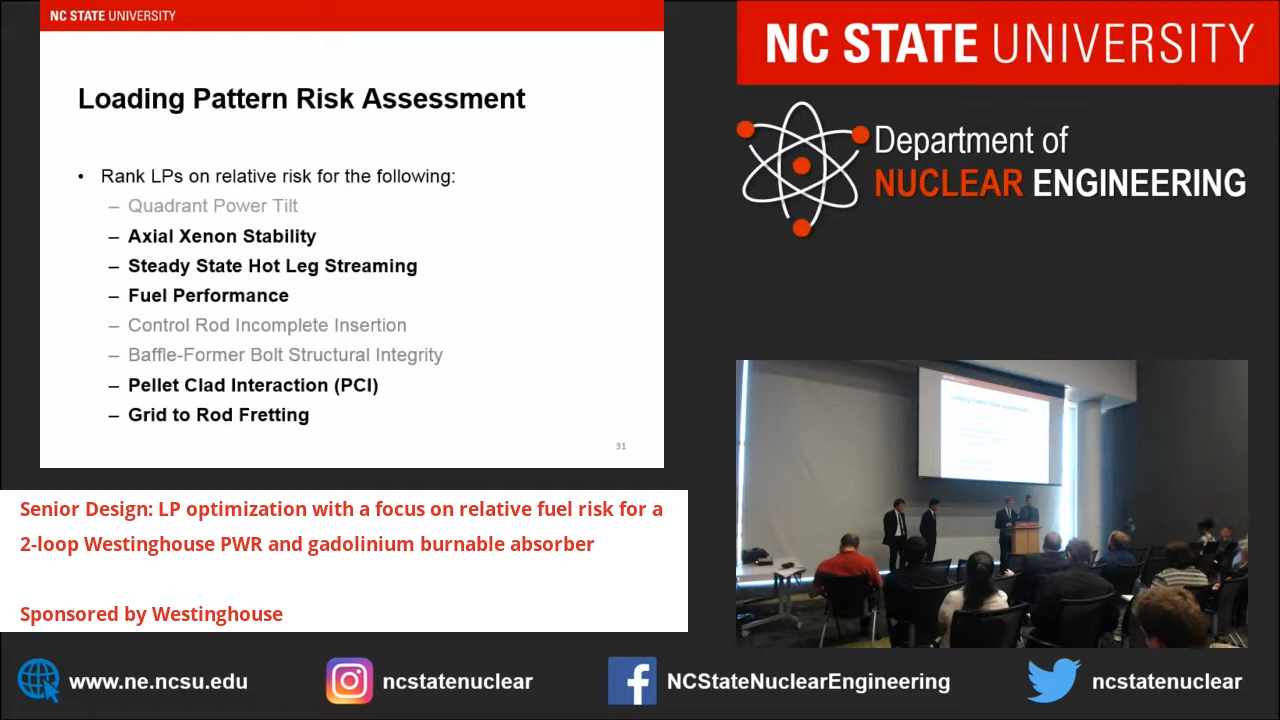 NC STATE UNIVERSITY
Loading Pattern Risk Assessment
• Rank LPs on relative risk for the following:
– Quadrant Power Tilt
– Axial Xenon Stability
– Steady State Hot Leg Streaming
– Fuel Performance
– Control Rod Incomplete Insertion
– Baffle-Former Bolt Structural Integrity
– Pellet Clad Interaction (PCI)
– Grid to Rod Fretting
31
Senior Design: LP optimization with a focus on relative fuel risk for a
2-loop Westinghouse PWR and gadolinium burnable absorber
Sponsored by Westinghouse
NC STATE UNIVERSITY
Department of
NUCLEAR ENGINEERING
Loading Pattern Risk Assessment
www.ne.ncsu.edu
ncstatenuclear
NCStateNuclearEngineering
ncstatenuclear